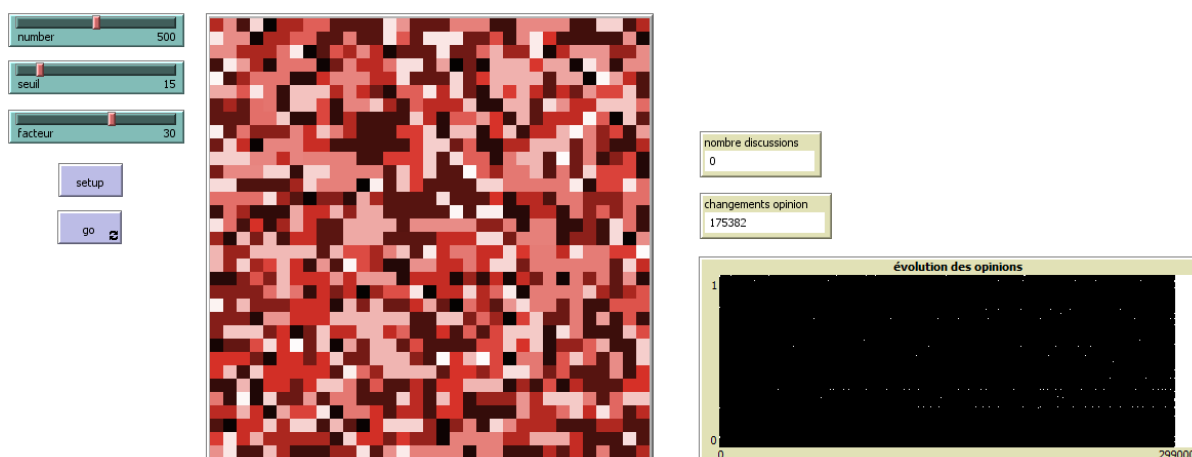 number 500
seuil 15
facteur 30
setup
go
nombre discussions
0
changements opinion
175382
évolution des opinions
1
0
0 299000